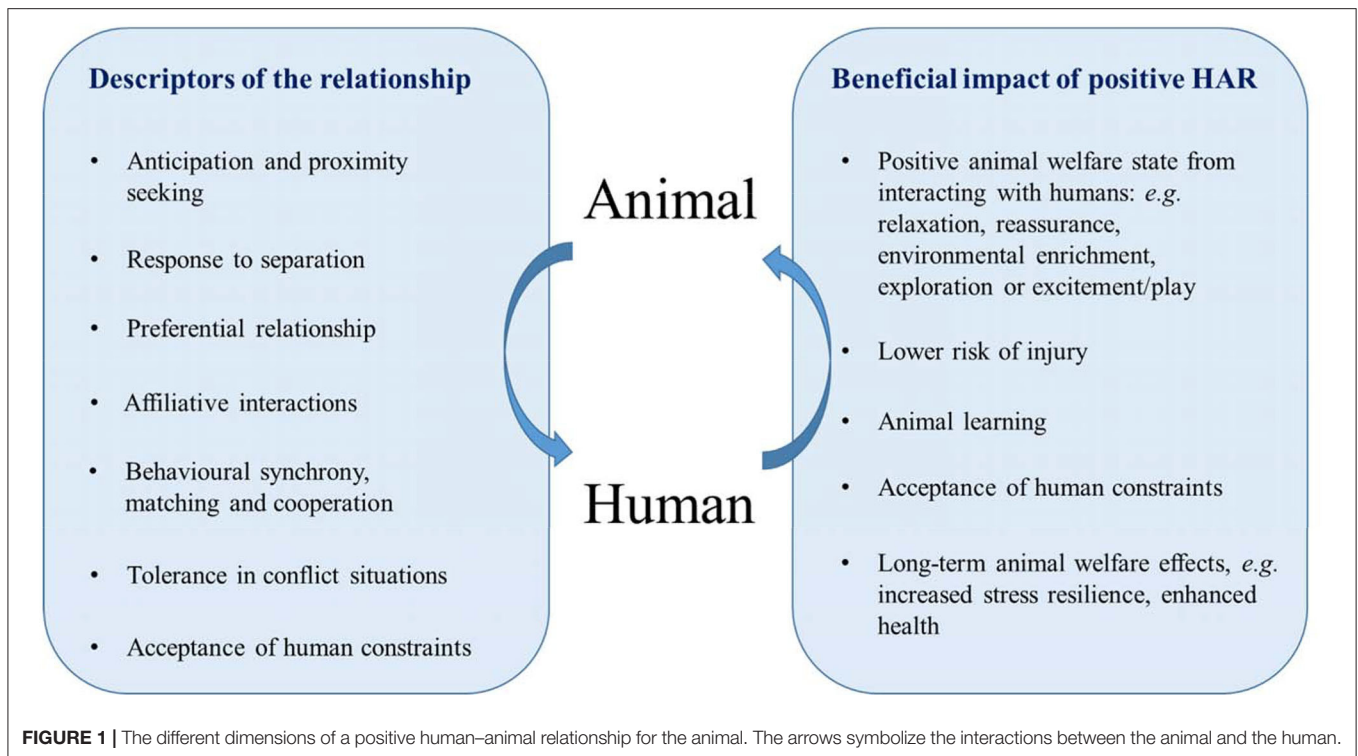 Descriptors of the relationship
• Anticipation and proximity
seeking
• Response to separation
• Preferential relationship
• Affiliative interactions
• Behavioural synchrony,
matching and cooperation
• Tolerance in conflict situations
• Acceptance of human constraints
Animal
Human
Beneficial impact of positive HAR
• Positive animal welfare state from
interacting with humans: e.g.
relaxation, reassurance,
environmental enrichment,
exploration or excitement/play
• Lower risk of injury
• Animal learning
• Acceptance of human constraints
• Long-term animal welfare effects, e.g.
increased stress resilience, enhanced
health
FIGURE 1 | The different dimensions of a positive human–animal relationship for the animal. The arrows symbolize the interactions between the animal and the human.